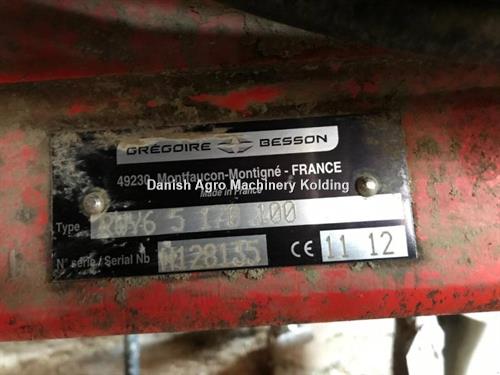 GRÉGOIRE BESSON
49230 Montfaucon-Montigné - FRANCE
Danish Agro Machinery Kolding
Made in France
Type 5 100
N° série / Serial Nb 128135 CE 11 12